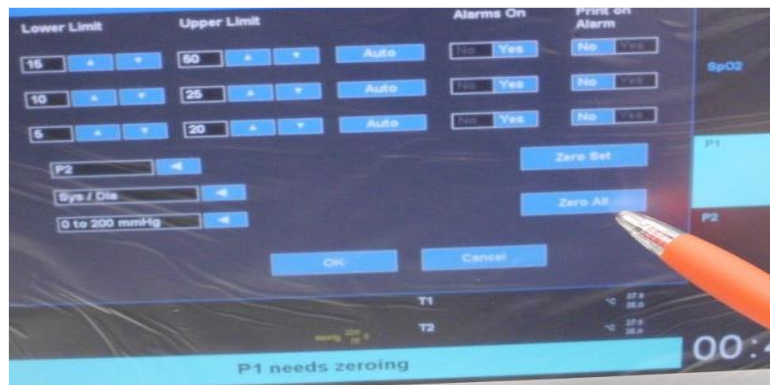 Lower Limit Upper Limit Alarms On Print on Alarm
15 50 Auto No Yes No Yes
SpO2
10 25 Auto No Yes No Yes
5 20 Auto No Yes No Yes
P1
P2 Zero Set
Sys / Dia Zero All
P2
0 to 200 mmHg
OK Cancel
T1 °C
T2 °C
P1 needs zeroing